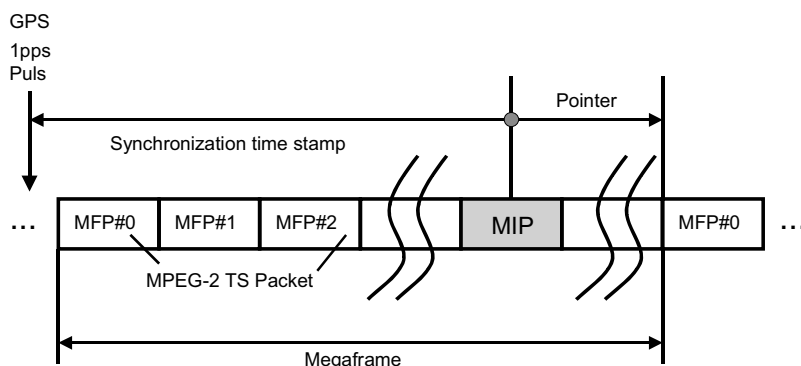 GPS
1pps
Puls
Pointer
Synchronization time stamp
... MFP#0 MFP#1 MFP#2 MIP MFP#0 ...
MPEG-2 TS Packet
Megaframe